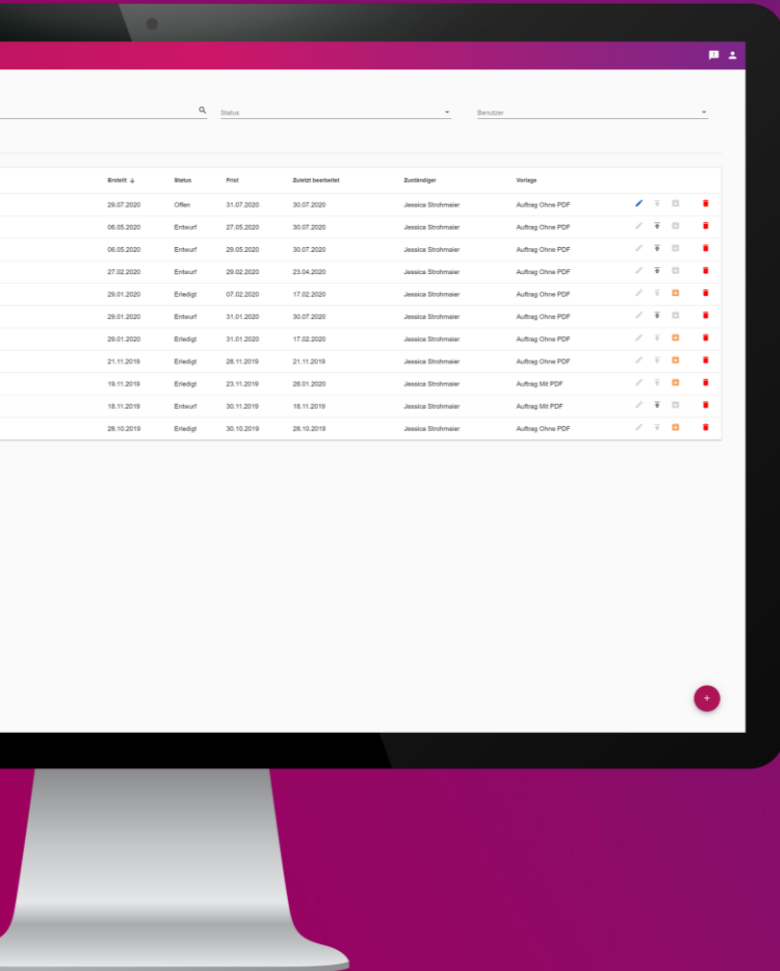 Status Benutzer
Erstellt Status Frist Zuletzt bearbeitet Zuständiger Vorlage
29.07.2020 Offen 31.07.2020 30.07.2020 Jessica Strohmaier Auftrag Ohne PDF
06.05.2020 Entwurf 27.05.2020 30.07.2020 Jessica Strohmaier Auftrag Ohne PDF
06.05.2020 Entwurf 29.05.2020 30.07.2020 Jessica Strohmaier Auftrag Ohne PDF
27.02.2020 Entwurf 29.02.2020 23.04.2020 Jessica Strohmaier Auftrag Ohne PDF
29.01.2020 Erledigt 07.02.2020 17.02.2020 Jessica Strohmaier Auftrag Ohne PDF
29.01.2020 Entwurf 31.01.2020 30.07.2020 Jessica Strohmaier Auftrag Ohne PDF
29.01.2020 Erledigt 31.01.2020 17.02.2020 Jessica Strohmaier Auftrag Ohne PDF
21.11.2019 Erledigt 28.11.2019 21.11.2019 Jessica Strohmaier Auftrag Ohne PDF
19.11.2019 Erledigt 23.11.2019 28.01.2020 Jessica Strohmaier Auftrag Mit PDF
18.11.2019 Entwurf 30.11.2019 18.11.2019 Jessica Strohmaier Auftrag Mit PDF
28.10.2019 Erledigt 30.10.2019 28.10.2019 Jessica Strohmaier Auftrag Ohne PDF